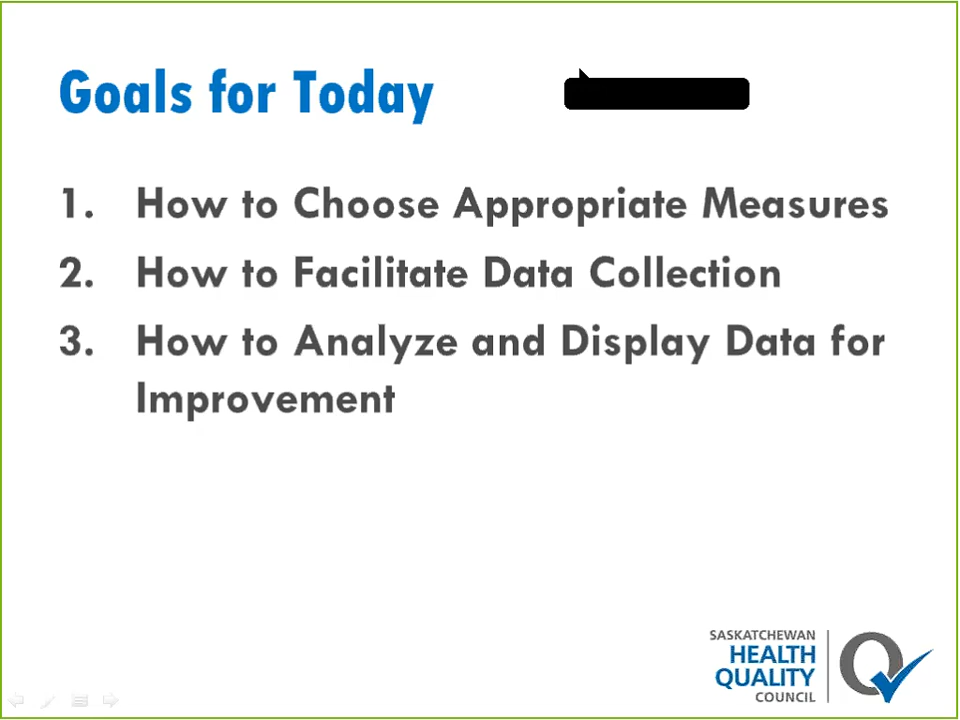 Goals for Today
1. How to Choose Appropriate Measures
2. How to Facilitate Data Collection
3. How to Analyze and Display Data for
Improvement
SASKATCHEWAN
HEALTH
QUALITY
COUNCIL